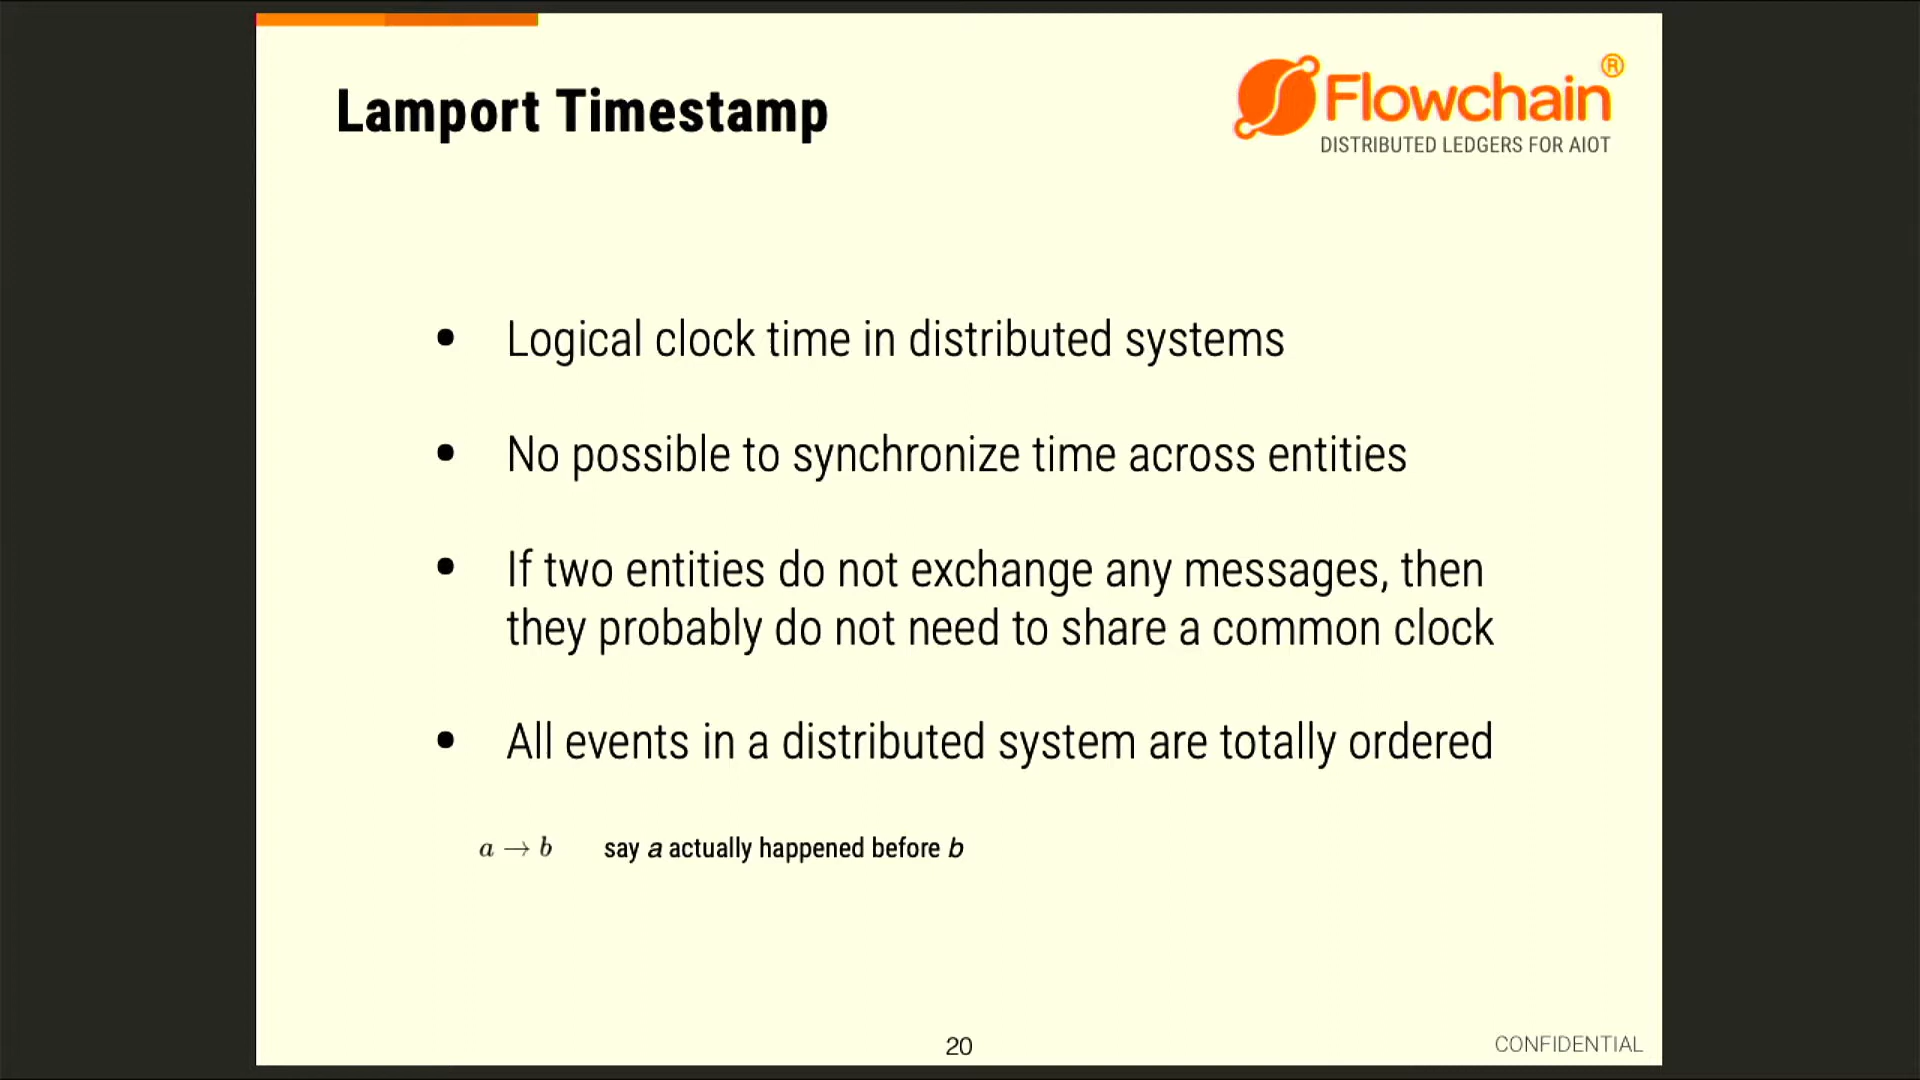 Lamport Timestamp
Flowchain®
DISTRIBUTED LEDGERS FOR AIOT
• Logical clock time in distributed systems
• No possible to synchronize time across entities
• If two entities do not exchange any messages, then
they probably do not need to share a common clock
• All events in a distributed system are totally ordered
a → b say a actually happened before b
20
CONFIDENTIAL